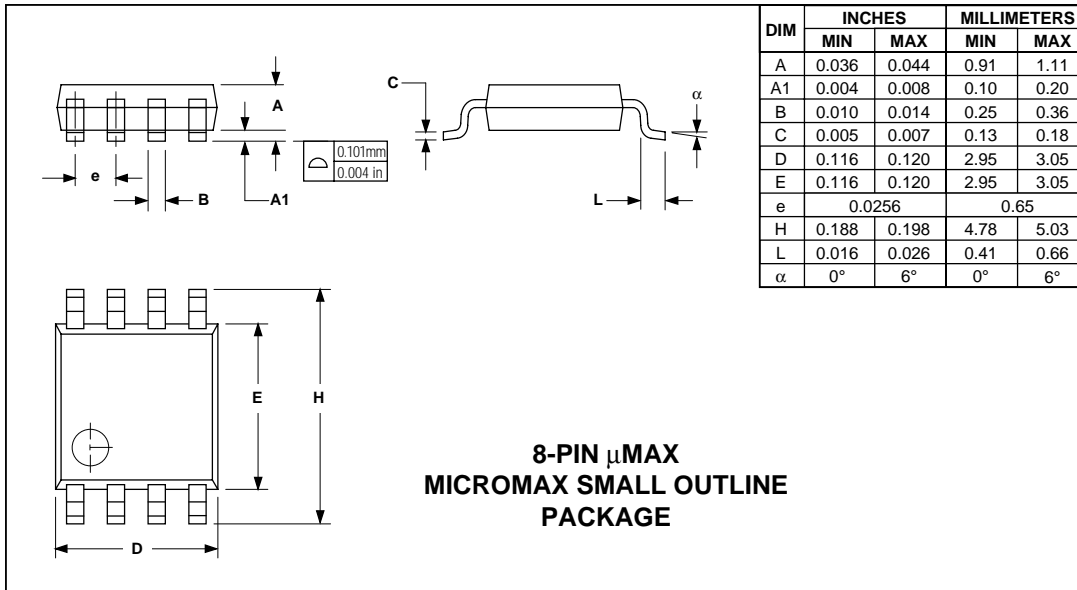 DIM INCHES MILLIMETERS
MIN MAX MIN MAX
A 0.036 0.044 0.91 1.11
A1 0.004 0.008 0.10 0.20
B 0.010 0.014 0.25 0.36
C 0.005 0.007 0.13 0.18
D 0.116 0.120 2.95 3.05
E 0.116 0.120 2.95 3.05
e 0.0256 0.65
H 0.188 0.198 4.78 5.03
L 0.016 0.026 0.41 0.66
α 0° 6° 0° 6°
C
α
A
0.101mm
0.004 in
e
B
A1
L
E
H
D
8-PIN μMAX
MICROMAX SMALL OUTLINE
PACKAGE